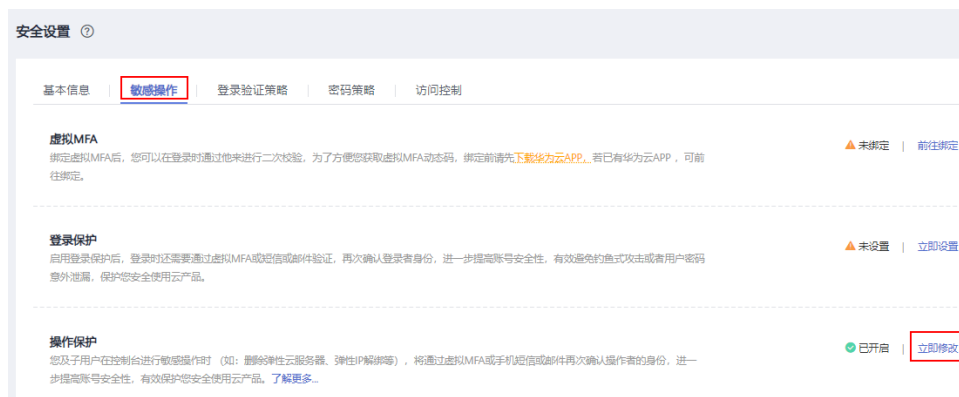 安全设置 ?
基本信息 | 敏感操作 | 登录验证策略 | 密码策略 | 访问控制
虚拟MFA
绑定虚拟MFA后，您可以在登录时通过他来进行二次校验，为了方便您获取虚拟MFA动态码，绑定前请先下载华为云APP，若已有华为云APP ，可前
往绑定。
未绑定 | 前往绑定
登录保护
启用登录保护后，登录时还需要通过虚拟MFA或短信或邮件验证，再次确认登录者身份，进一步提高账号安全性，有效避免钓鱼式攻击或者用户密码
意外泄漏，保护您安全使用云产品。
未设置 | 立即设置
操作保护
您及子用户在控制台进行敏感操作时 （如：删除弹性云服务器、弹性IP解绑等），将通过虚拟MFA或手机短信或邮件再次确认操作者的身份，进一
步提高账号安全性，有效保护您安全使用云产品。了解更多...
已开启 | 立即修改